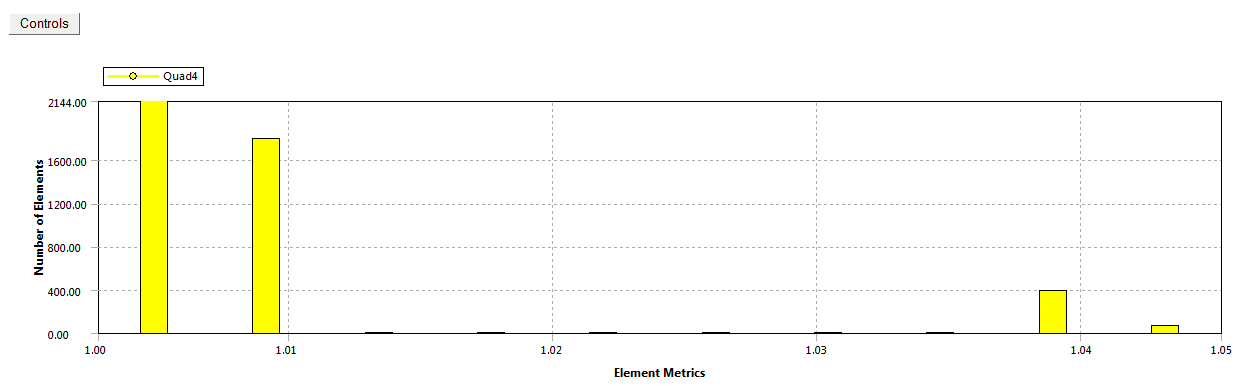 Controls
Quad4
2144.00
1600.00
1200.00
800.00
400.00
0.00
Number of Elements
1.00 1.01 1.02 1.03 1.04 1.05
Element Metrics